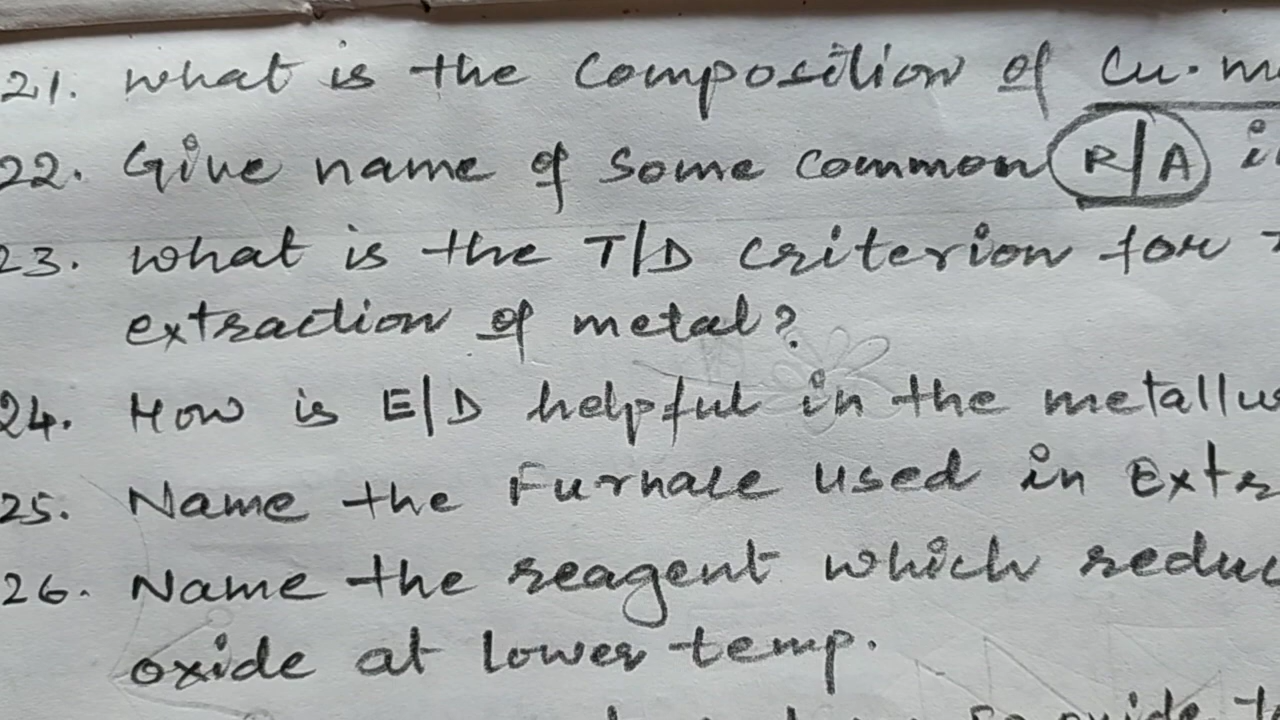 21. What is the Composition of Cu. m
22. Give name of Some Common R/A i
23. What is the T/D Criterion for
extraction of metal?
24. How is E/D helpful in the metallu
25. Name the Furnace used in Extr
26. Name the reagent which reduc
oxide at lower temp.